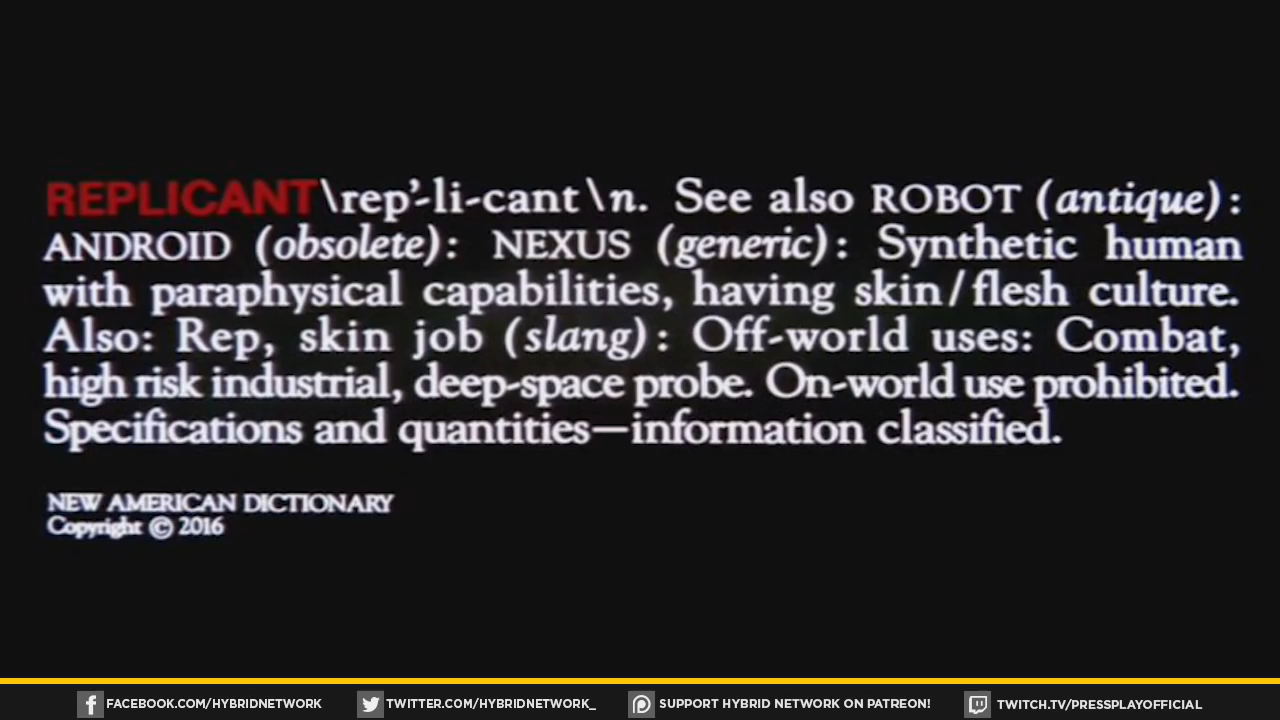 REPLICANT\rep’-li-cant\n. See also ROBOT (antique):
ANDROID (obsolete): NEXUS (generic): Synthetic human
with paraphysical capabilities, having skin/flesh culture.
Also: Rep, skin job (slang): Off-world uses: Combat,
high risk industrial, deep-space probe. On-world use prohibited.
Specifications and quantities—information classified.
NEW AMERICAN DICTIONARY
Copyright © 2016
FACEBOOK.COM/HYBRIDNETWORK TWITTER.COM/HYBRIDNETWORK_ SUPPORT HYBRID NETWORK ON PATREON! TWITCH.TV/PRESSPLAYOFFICIAL